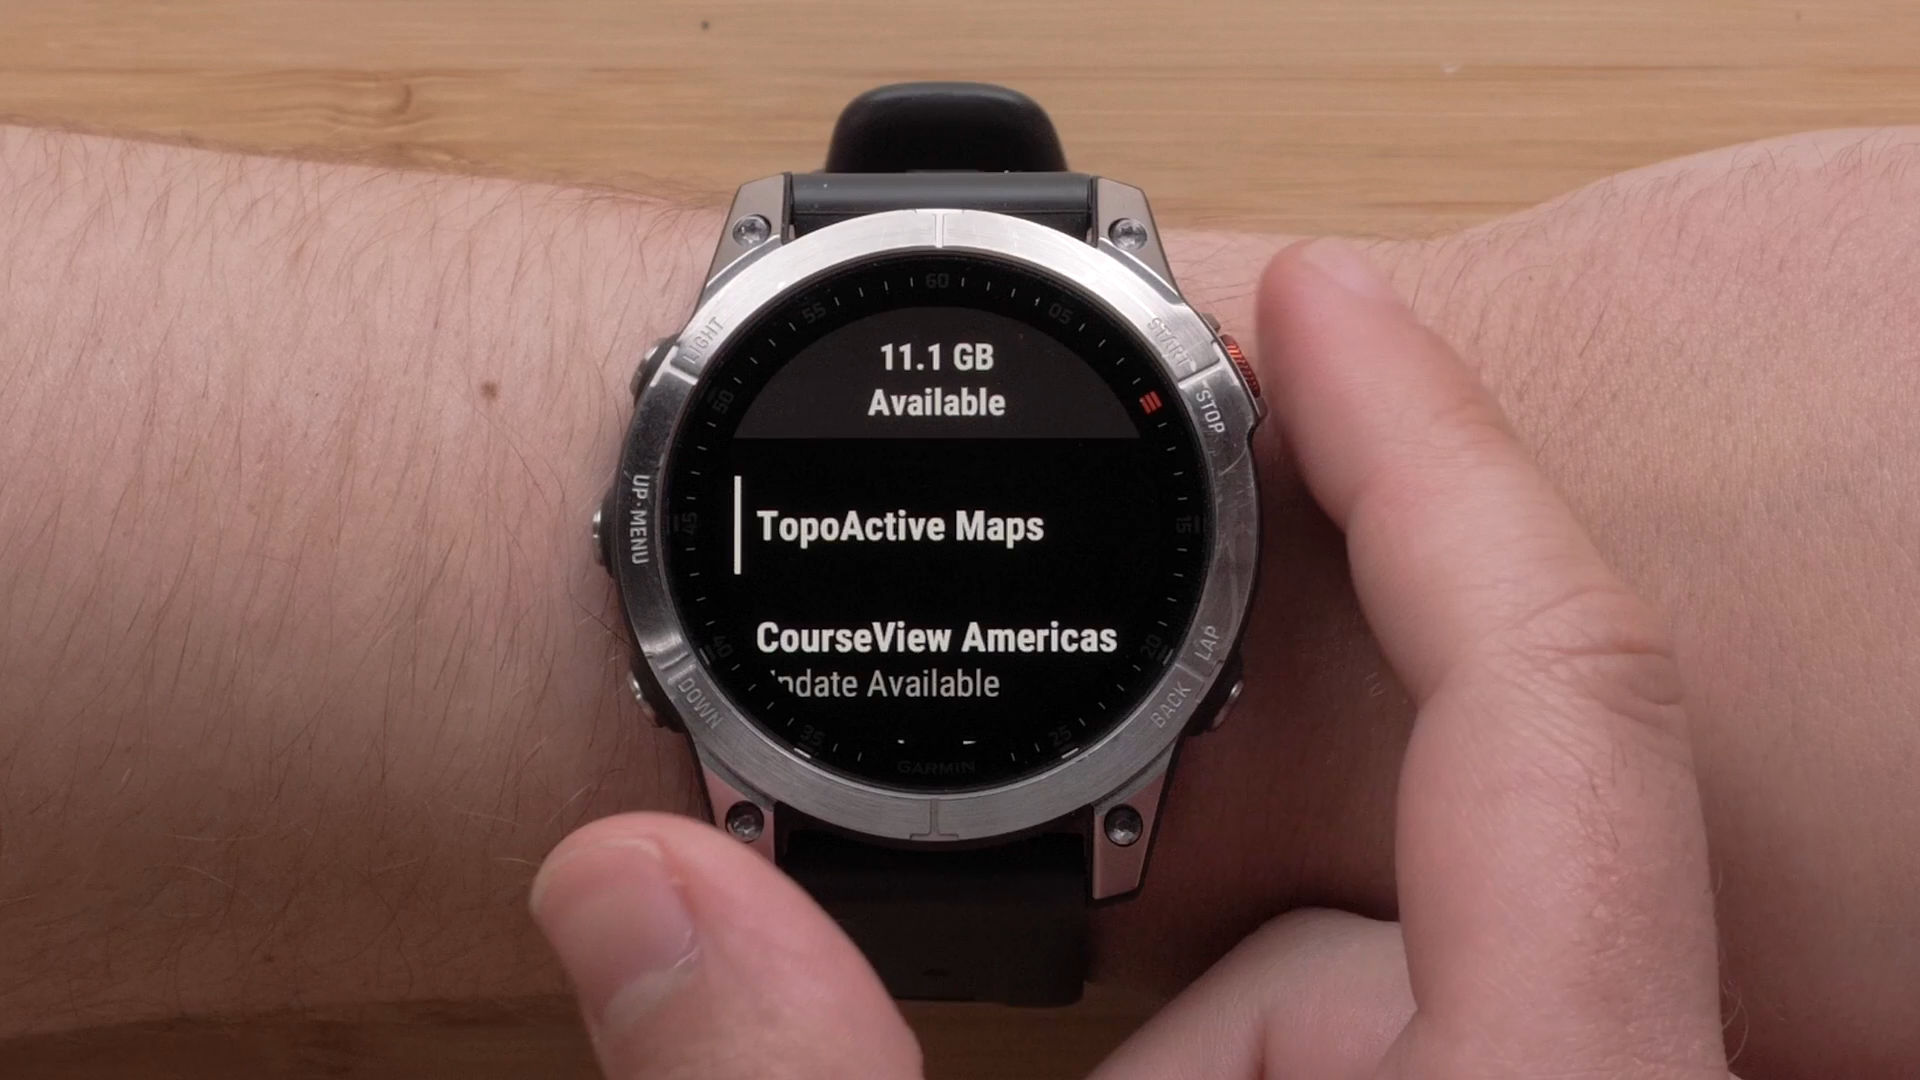 60
55
05
LIGHT
START
STOP
50
11.1 GB
Available
UP·MENU
45
15
TopoActive Maps
CourseView Americas
Update Available
40
20
LAP
DOWN
BACK
35
25
GARMIN